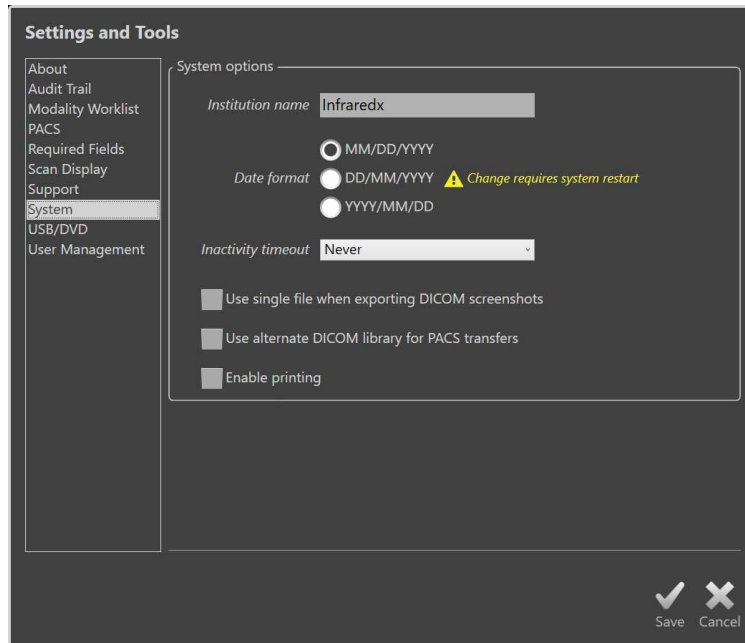 Settings and Tools
About
Audit Trail
Modality Worklist
PACS
Required Fields
Scan Display
Support
System
USB/DVD
User Management
System options
Institution name Infraredx
MM/DD/YYYY
Date format DD/MM/YYYY Change requires system restart
YYYY/MM/DD
Inactivity timeout Never
Use single file when exporting DICOM screenshots
Use alternate DICOM library for PACS transfers
Enable printing
Save Cancel